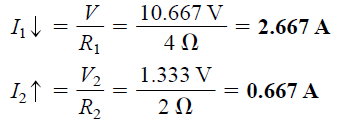 I₁↓ = V/R₁ = 10.667 V/4 Ω = 2.667 A
I₂↑ = V₂/R₂ = 1.333 V/2 Ω = 0.667 A